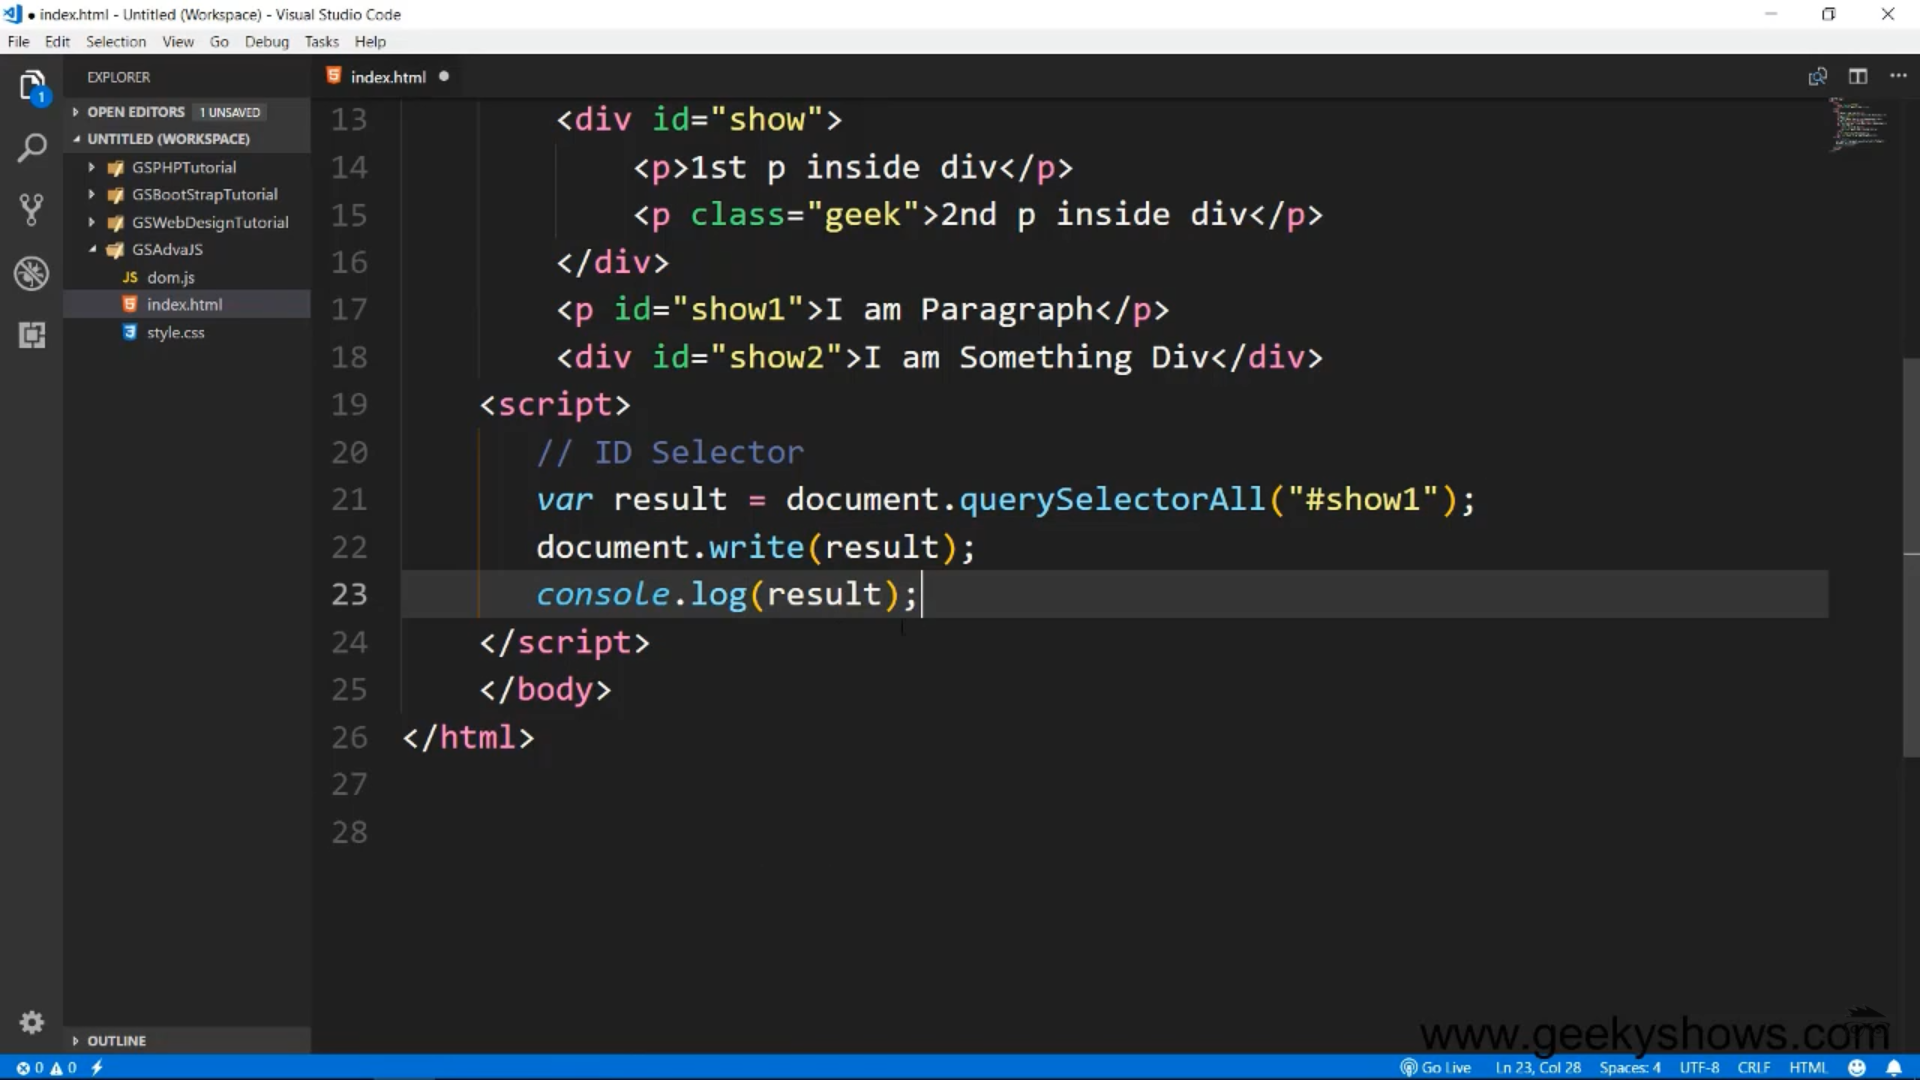 index.html - Untitled (Workspace) - Visual Studio Code
File Edit Selection View Go Debug Tasks Help
EXPLORER
index.html
1
OPEN EDITORS 1 UNSAVED
UNTITLED (WORKSPACE)
GSPHPTutorial
GSBootStrapTutorial
GSWebDesignTutorial
GSAdvaJS
JS dom.js
index.html
style.css
OUTLINE
13 <div id="show">
14 <p>1st p inside div</p>
15 <p class="geek">2nd p inside div</p>
16 </div>
17 <p id="show1">I am Paragraph</p>
18 <div id="show2">I am Something Div</div>
19 <script>
20 // ID Selector
21 var result = document.querySelectorAll("#show1");
22 document.write(result);
23 console.log(result);
24 </script>
25 </body>
26 </html>
27
28
www.geekyshows.com
0 0 Go Live Ln 23, Col 28 Spaces: 4 UTF-8 CRLF HTML